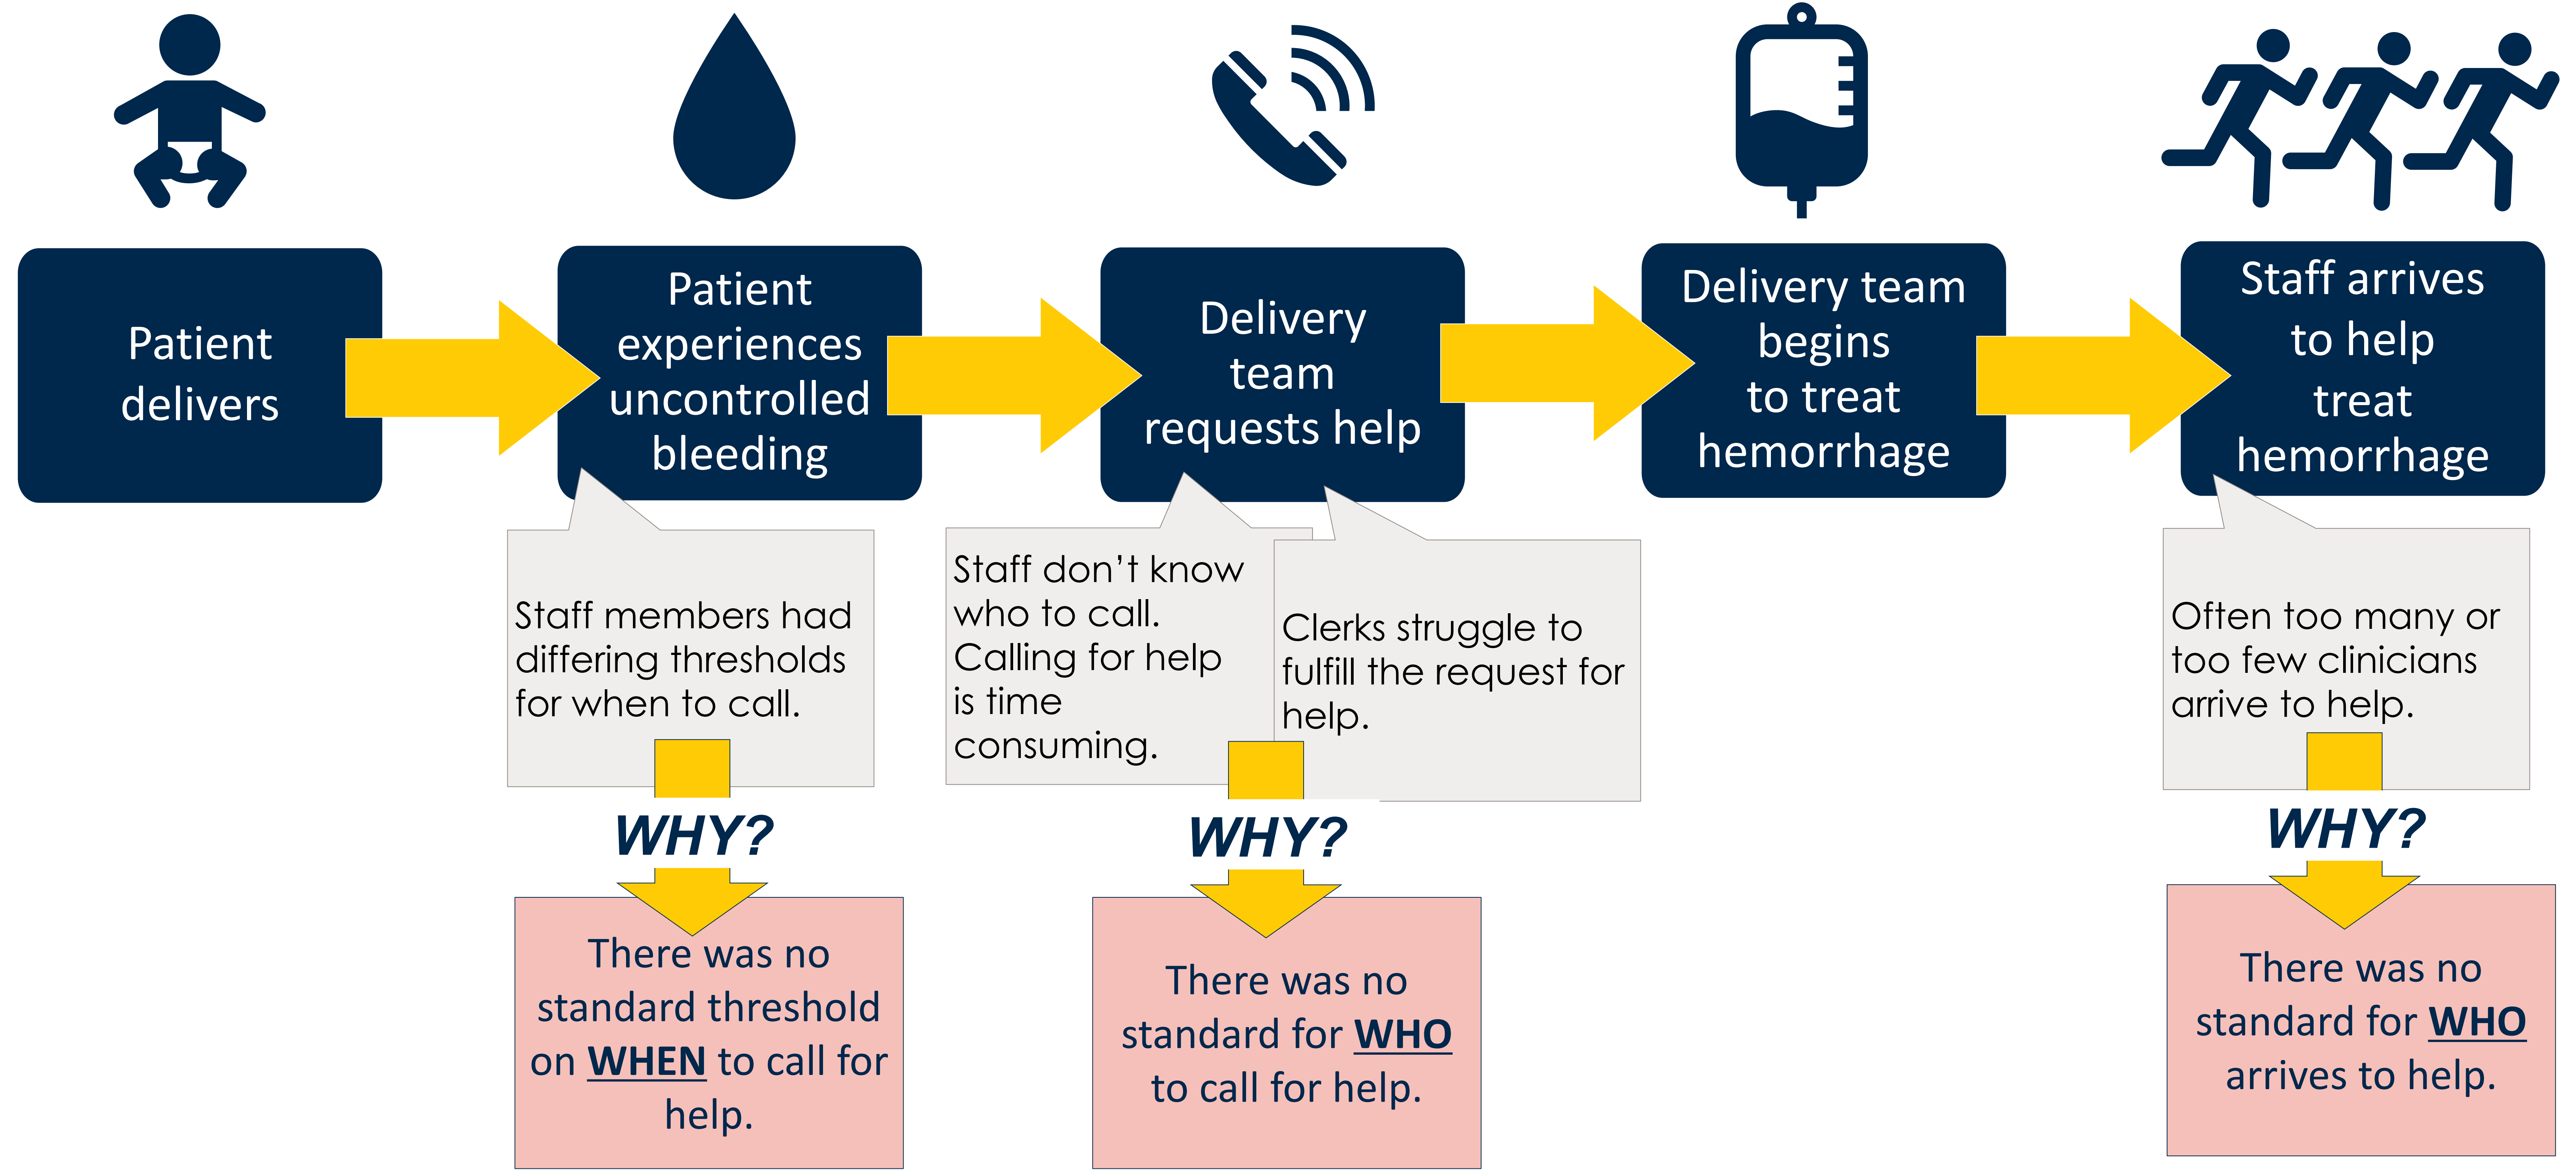 Patient
delivers
Patient
experiences
uncontrolled
bleeding
Delivery
team
requests help
Delivery team
begins
to treat
hemorrhage
Staff arrives
to help
treat
hemorrhage
Staff members had
differing thresholds
for when to call.
Staff don’t know
who to call.
Calling for help
is time
consuming.
Clerks struggle to
fulfill the request for
help.
Often too many or
too few clinicians
arrive to help.
WHY?
WHY?
WHY?
There was no
standard threshold
on WHEN to call for
help.
There was no
standard for WHO
to call for help.
There was no
standard for WHO
arrives to help.